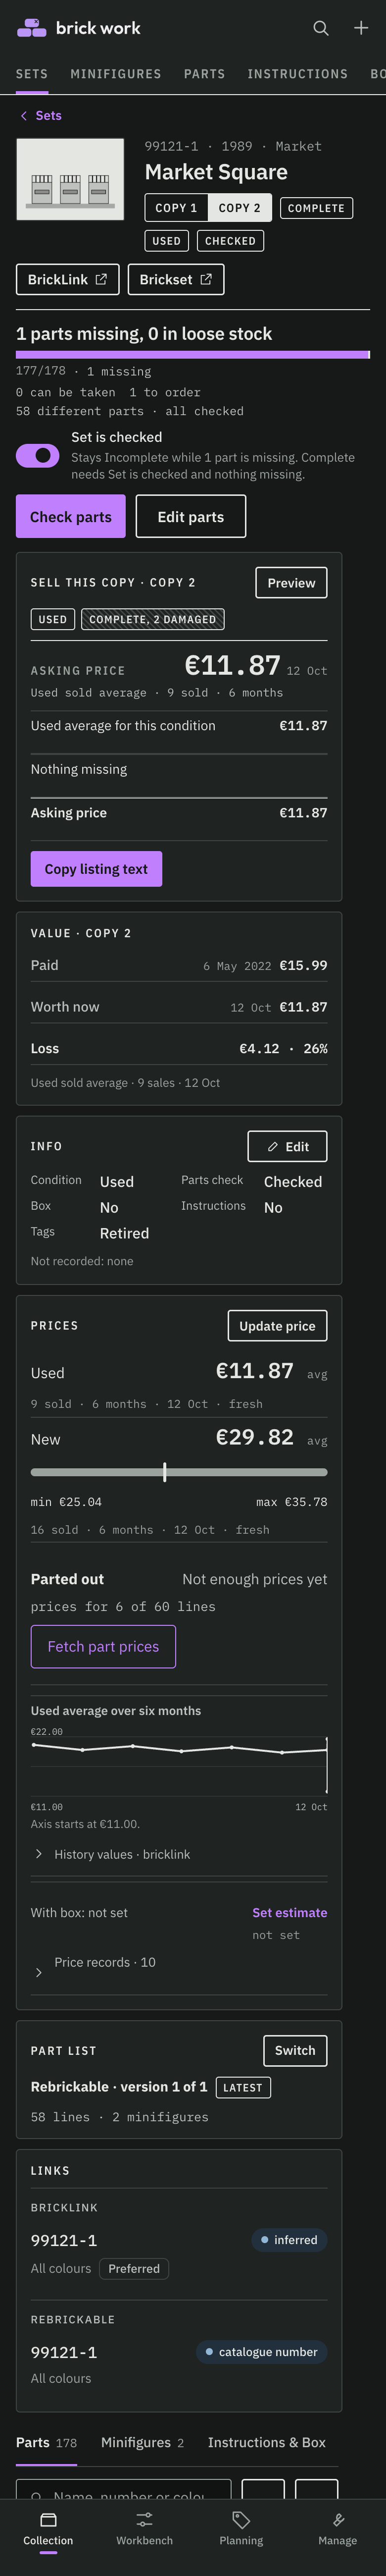 brick work
SETS MINIFIGURES PARTS INSTRUCTIONS BO
Sets
99121-1 · 1989 · Market
Market Square
COPY 1 COPY 2 COMPLETE
USED CHECKED
BrickLink Brickset
1 parts missing, 0 in loose stock
177/178 · 1 missing
0 can be taken 1 to order
58 different parts · all checked
Set is checked
Stays Incomplete while 1 part is missing. Complete
needs Set is checked and nothing missing.
Check parts Edit parts
SELL THIS COPY · COPY 2 Preview
USED COMPLETE, 2 DAMAGED
ASKING PRICE €11.87 12 Oct
Used sold average · 9 sold · 6 months
Used average for this condition €11.87
Nothing missing
Asking price €11.87
Copy listing text
VALUE · COPY 2
Paid 6 May 2022 €15.99
Worth now 12 Oct €11.87
Loss €4.12 · 26%
Used sold average · 9 sales · 12 Oct
INFO Edit
Condition Used Parts check Checked
Box No Instructions No
Tags Retired
Not recorded: none
PRICES Update price
Used €11.87 avg
9 sold · 6 months · 12 Oct · fresh
New €29.82 avg
min €25.04 max €35.78
16 sold · 6 months · 12 Oct · fresh
Parted out Not enough prices yet
prices for 6 of 60 lines
Fetch part prices
Used average over six months
€22.00
€11.00 12 Oct
Axis starts at €11.00.
History values · bricklink
With box: not set Set estimate
not set
Price records · 10
PART LIST Switch
Rebrickable · version 1 of 1 LATEST
58 lines · 2 minifigures
LINKS
BRICKLINK
99121-1 inferred
All colours Preferred
REBRICKABLE
99121-1 catalogue number
All colours
Parts 178 Minifigures 2 Instructions & Box
Name, number or colou
Collection Workbench Planning Manage